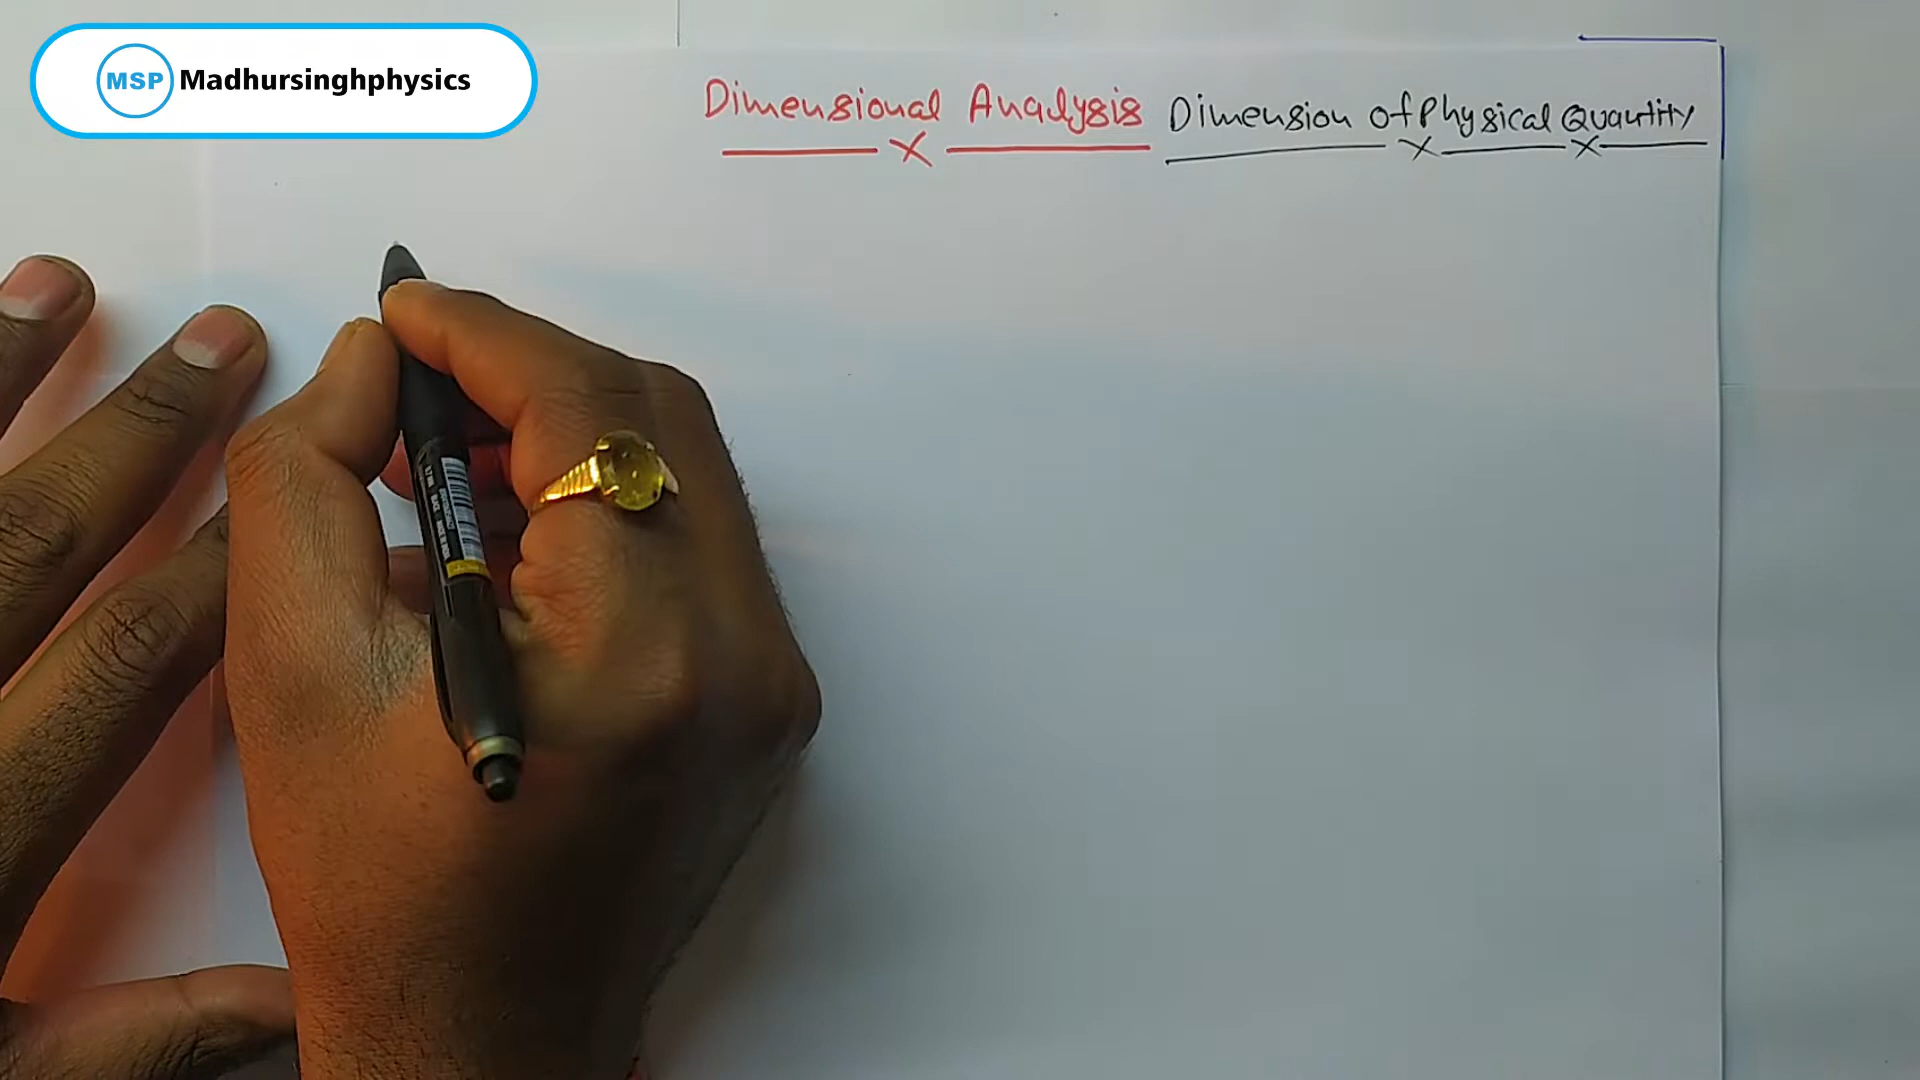 MSP Madhursinghphysics
Dimensional Analysis Dimension of Physical Quantity